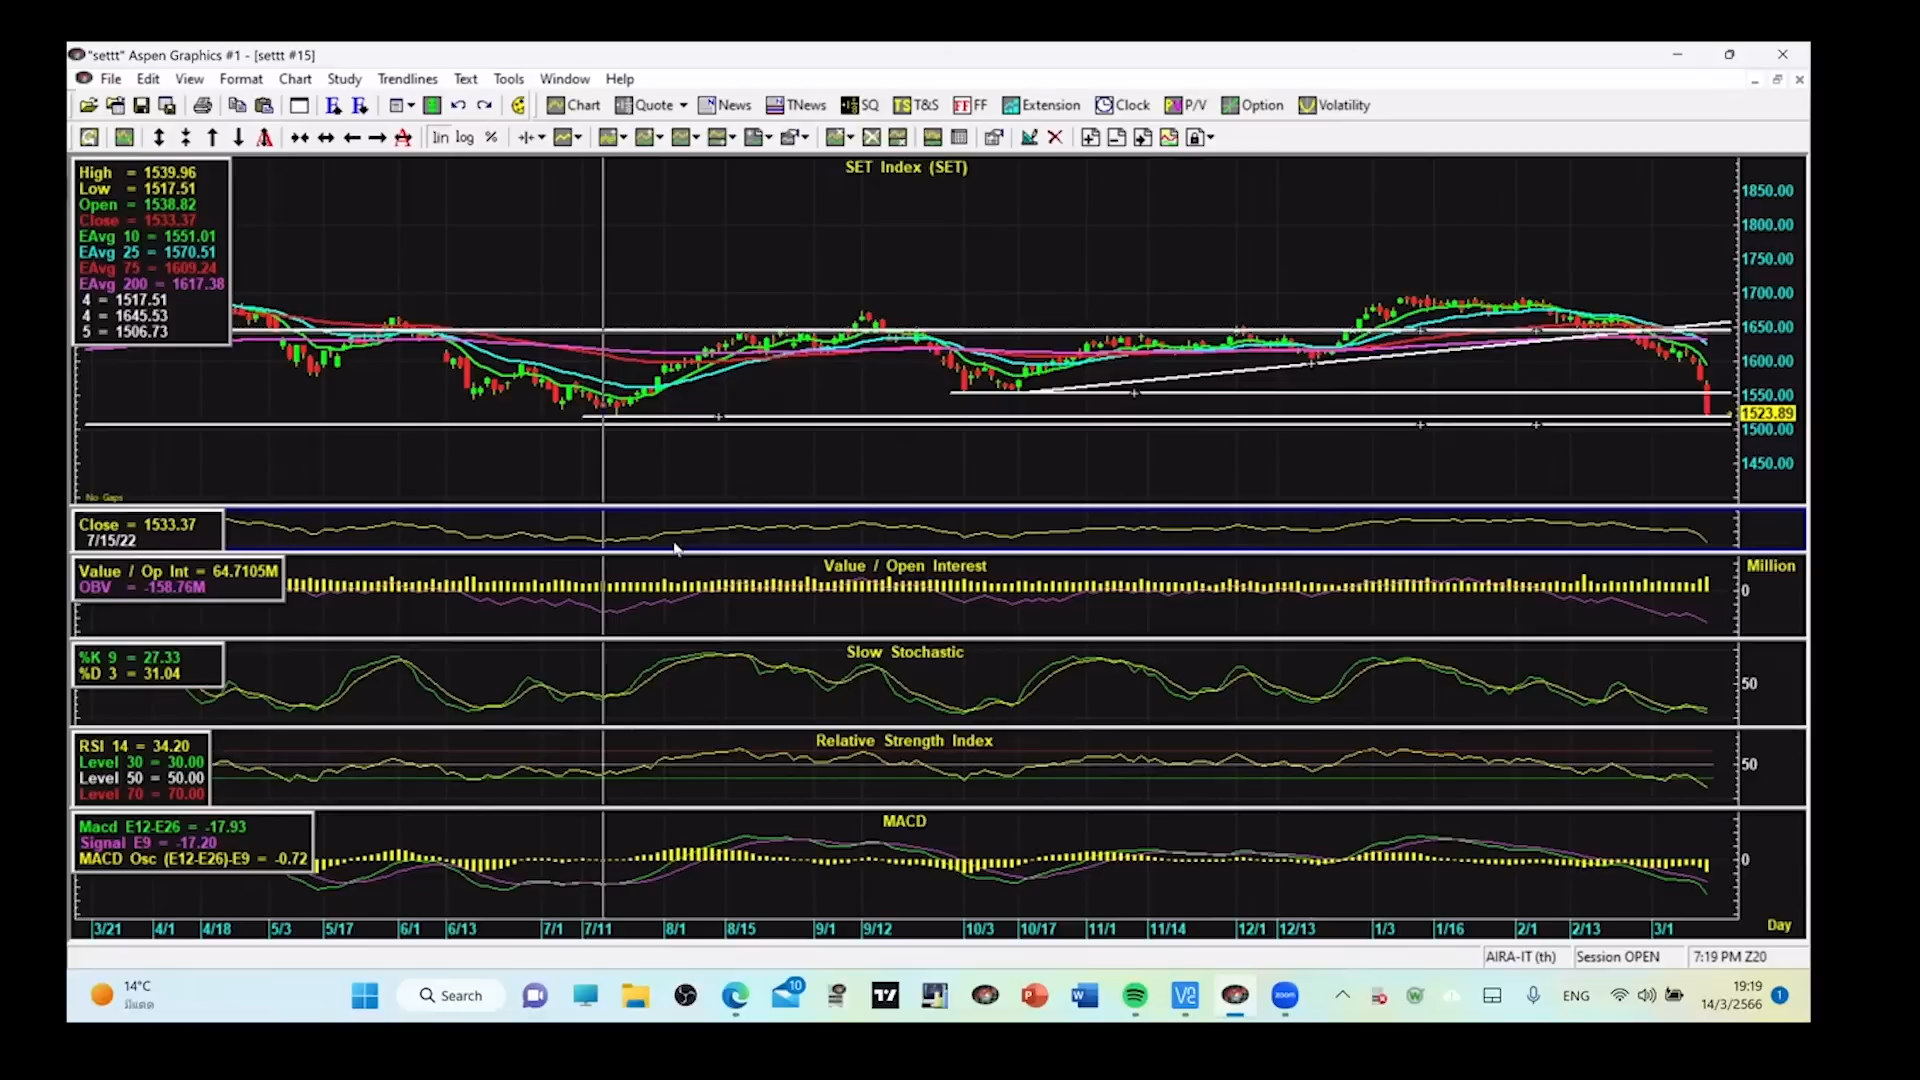 "settt" Aspen Graphics #1 - [settt #15]
File Edit View Format Chart Study Trendlines Text Tools Window Help
Chart Quote News TNews SQ TS T&S FF FF Extension Clock P/V Option Volatility
lin log %
SET Index (SET)
High = 1539.96
Low = 1517.51
Open = 1538.82
Close = 1533.37
EAvg 10 = 1551.01
EAvg 25 = 1570.51
EAvg 75 = 1609.24
EAvg 200 = 1617.38
4 = 1517.51
4 = 1645.53
5 = 1506.73
1850.00
1800.00
1750.00
1700.00
1650.00
1600.00
1550.00
1523.89
1500.00
1450.00
No Gaps
Close = 1533.37
7/15/22
Value / Open Interest
Million
Value / Op Int = 64.7105M
OBV = -158.76M
0
Slow Stochastic
%K 9 = 27.33
%D 3 = 31.04
50
Relative Strength Index
RSI 14 = 34.20
Level 30 = 30.00
Level 50 = 50.00
Level 70 = 70.00
50
MACD
Macd E12-E26 = -17.93
Signal E9 = -17.20
MACD Osc (E12-E26)-E9 = -0.72
0
3/21 4/1 4/18 5/3 5/17 6/1 6/13 7/1 7/11 8/1 8/15 9/1 9/12 10/3 10/17 11/1 11/14 12/1 12/13 1/3 1/16 2/1 2/13 3/1 Day
AIRA-IT (th) Session OPEN 7:19 PM Z20
14°C
มีแดด
Search
10
ENG
19:19
14/3/2566
1